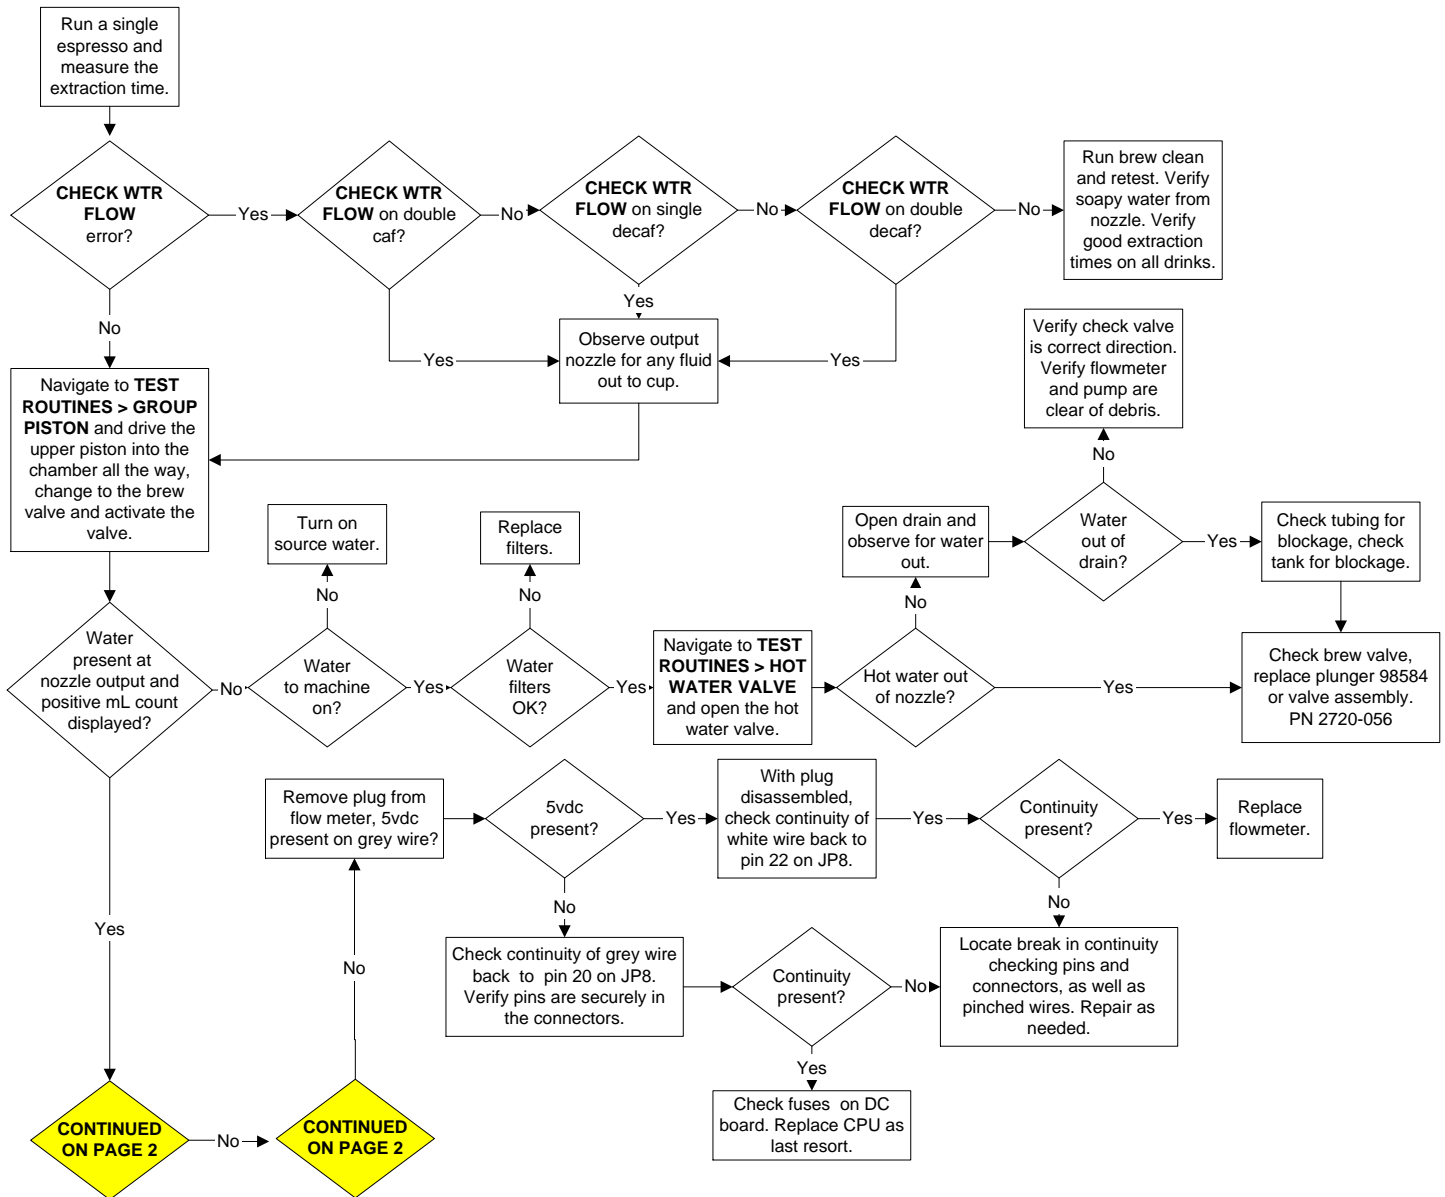 Run a single
espresso and
measure the
extraction time.
CHECK WTR
FLOW
error?
Yes
CHECK WTR
FLOW on double
caf?
No
CHECK WTR
FLOW on single
decaf?
No
CHECK WTR
FLOW on double
decaf?
No
Run brew clean
and retest. Verify
soapy water from
nozzle. Verify
good extraction
times on all drinks.
No
Yes
Yes
Yes
Observe output
nozzle for any fluid
out to cup.
Navigate to TEST
ROUTINES > GROUP
PISTON and drive the
upper piston into the
chamber all the way,
change to the brew
valve and activate the
valve.
Verify check valve
is correct direction.
Verify flowmeter
and pump are
clear of debris.
No
Turn on
source water.
Replace
filters.
Open drain and
observe for water
out.
Water
out of
drain?
Yes
Check tubing for
blockage, check
tank for blockage.
No
No
No
Water
present at
nozzle output and
positive mL count
displayed?
No
Water
to machine
on?
Yes
Water
filters
OK?
Yes
Navigate to TEST
ROUTINES > HOT
WATER VALVE
and open the hot
water valve.
Hot water out
of nozzle?
Yes
Check brew valve,
replace plunger 98584
or valve assembly.
PN 2720-056
Remove plug from
flow meter, 5vdc
present on grey wire?
5vdc
present?
Yes
With plug
disassembled,
check continuity of
white wire back to
pin 22 on JP8.
Yes
Continuity
present?
Yes
Replace
flowmeter.
Yes
No
No
No
Check continuity of grey wire
back to pin 20 on JP8.
Verify pins are securely in
the connectors.
Continuity
present?
No
Locate break in continuity
checking pins and
connectors, as well as
pinched wires. Repair as
needed.
Yes
Check fuses on DC
board. Replace CPU as
last resort.
CONTINUED
ON PAGE 2
No
CONTINUED
ON PAGE 2